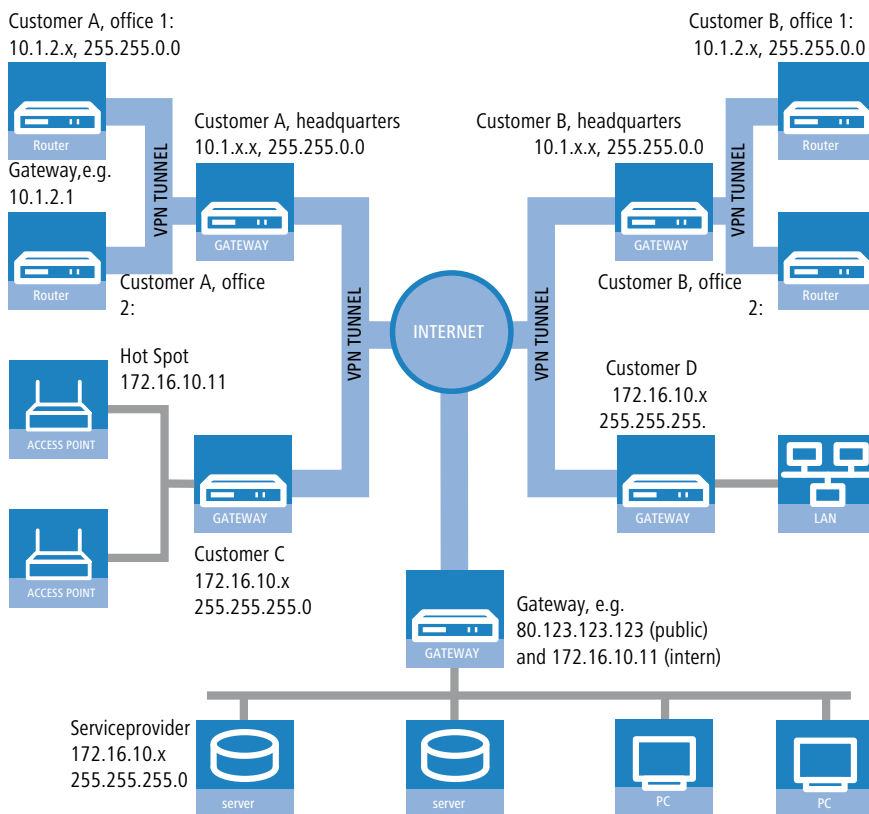 Customer A, office 1:
10.1.2.x, 255.255.0.0
Router
Gateway,e.g.
10.1.2.1
Router
VPN TUNNEL
Customer A, headquarters
10.1.x.x, 255.255.0.0
GATEWAY
Customer A, office
2:
VPN TUNNEL
Customer B, office 1:
10.1.2.x, 255.255.0.0
Router
Customer B, headquarters
10.1.x.x, 255.255.0.0
GATEWAY
VPN TUNNEL
Router
Customer B, office
2:
INTERNET
VPN TUNNEL
Hot Spot
172.16.10.11
ACCESS POINT
ACCESS POINT
GATEWAY
Customer C
172.16.10.x
255.255.255.0
Customer D
172.16.10.x
255.255.255.
GATEWAY
LAN
GATEWAY
Gateway, e.g.
80.123.123.123 (public)
and 172.16.10.11 (intern)
Serviceprovider
172.16.10.x
255.255.255.0
server
server
PC
PC